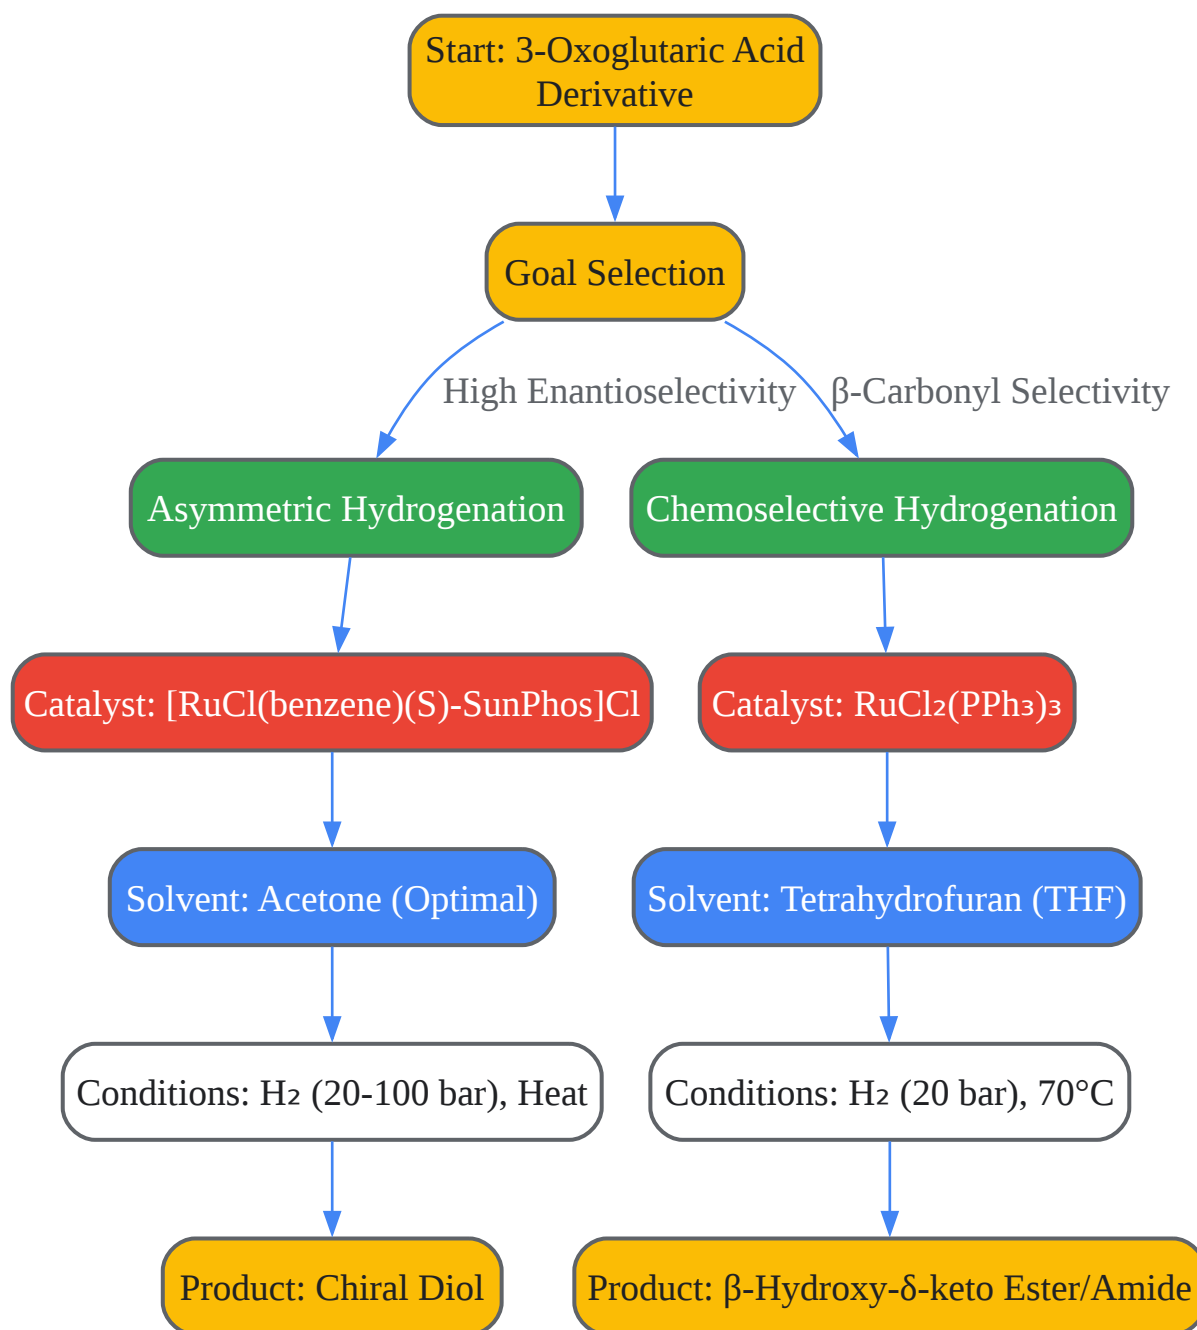 Start: 3-Oxoglutaric Acid
Derivative
Goal Selection
High Enantioselectivity
β-Carbonyl Selectivity
Asymmetric Hydrogenation
Chemoselective Hydrogenation
Catalyst: [RuCl(benzene)(S)-SunPhos]Cl
Catalyst: RuCl₂(PPh₃)₃
Solvent: Acetone (Optimal)
Solvent: Tetrahydrofuran (THF)
Conditions: H₂ (20-100 bar), Heat
Conditions: H₂ (20 bar), 70°C
Product: Chiral Diol
Product: β-Hydroxy-δ-keto Ester/Amide